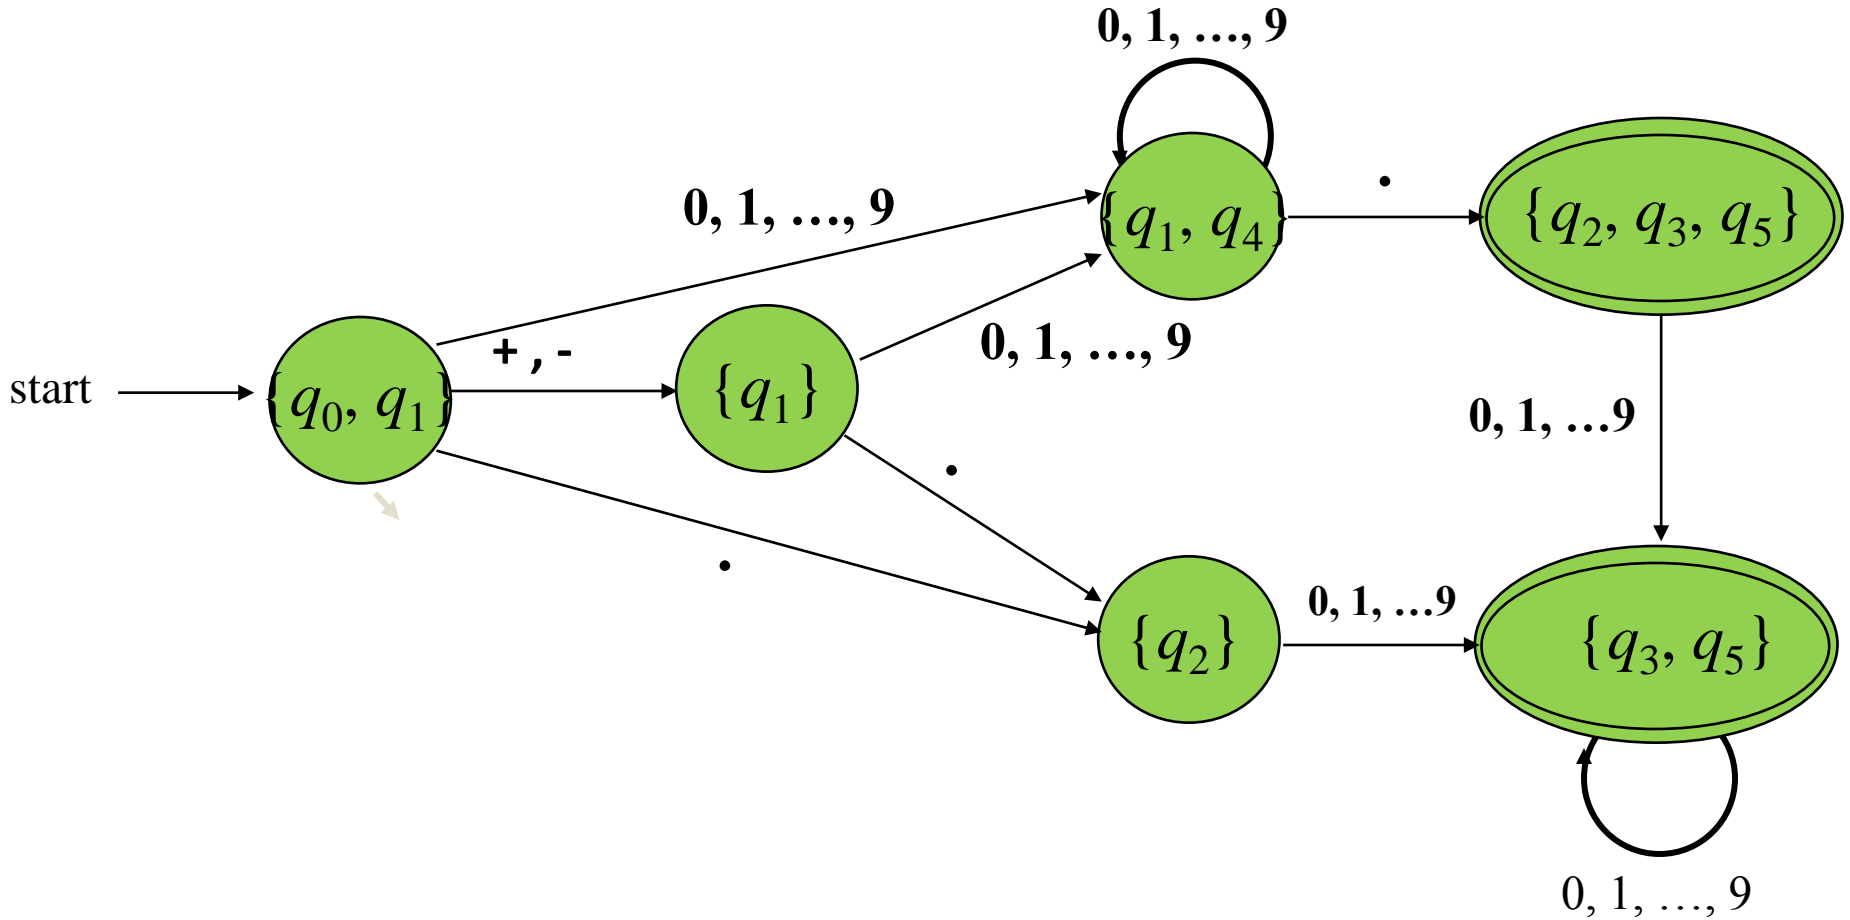 0, 1, …, 9
.
0, 1, …, 9
{q₁, q₄}
{q₂, q₃, q₅}
+ , -
0, 1, …, 9
start
{q₀, q₁}
{q₁}
0, 1, …9
.
.
0, 1, …9
{q₂}
{q₃, q₅}
0, 1, …, 9